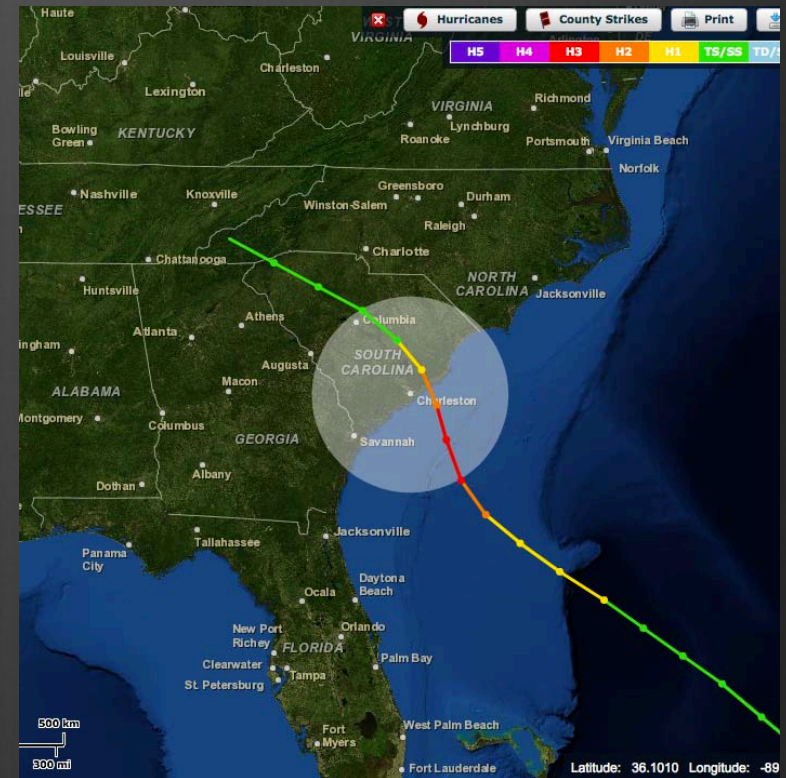 Haute
WEST
VIRGINIA
Hurricanes
County Strikes
Print
Arlington
DE
H5 H4 H3 H2 H1 TS/SS TD/S
Louisville
Charleston
Lexington
VIRGINIA
Richmond
Bowling
Green
KENTUCKY
Roanoke
Lynchburg
Portsmouth
Virginia Beach
Norfolk
Nashville
Knoxville
Greensboro
Winston-Salem
Durham
Raleigh
ESSEE
Chattanooga
Charlotte
Huntsville
NORTH
CAROLINA
Jacksonville
Athens
Columbia
Atlanta
ingham
Augusta
SOUTH
CAROLINA
Macon
ALABAMA
Charleston
Montgomery
Columbus
GEORGIA
Savannah
Albany
Dothan
Tallahassee
Jacksonville
Panama
City
Daytona
Beach
Ocala
New Port
Richey
Orlando
FLORIDA
Clearwater
Tampa
Palm Bay
St. Petersburg
500 km
300 mi
Fort
Myers
West Palm Beach
Fort Lauderdale
Latitude: 36.1010 Longitude: -89